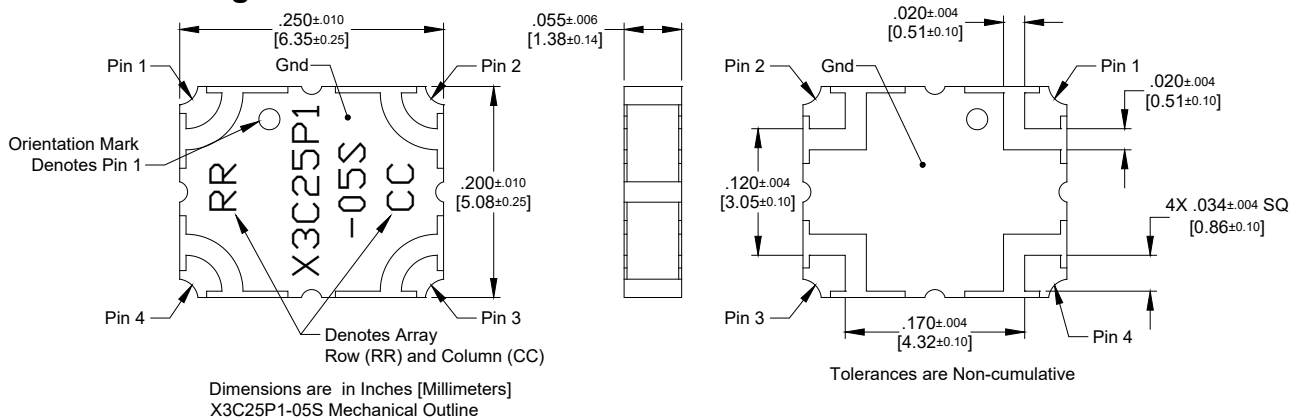 .250±.010
[6.35±0.25]
.055±.006
[1.38±0.14]
.020±.004
[0.51±0.10]
Pin 1
Gnd
Pin 2
Pin 2
Gnd
Pin 1
.020±.004
[0.51±0.10]
Orientation Mark
Denotes Pin 1
RR
X3C25P1
-05S
CC
.200±.010
[5.08±0.25]
.120±.004
[3.05±0.10]
4X .034±.004 SQ
[0.86±0.10]
Pin 4
Pin 3
Pin 3
Pin 4
.170±.004
[4.32±0.10]
Denotes Array
Row (RR) and Column (CC)
Tolerances are Non-cumulative
Dimensions are in Inches [Millimeters]
X3C25P1-05S Mechanical Outline